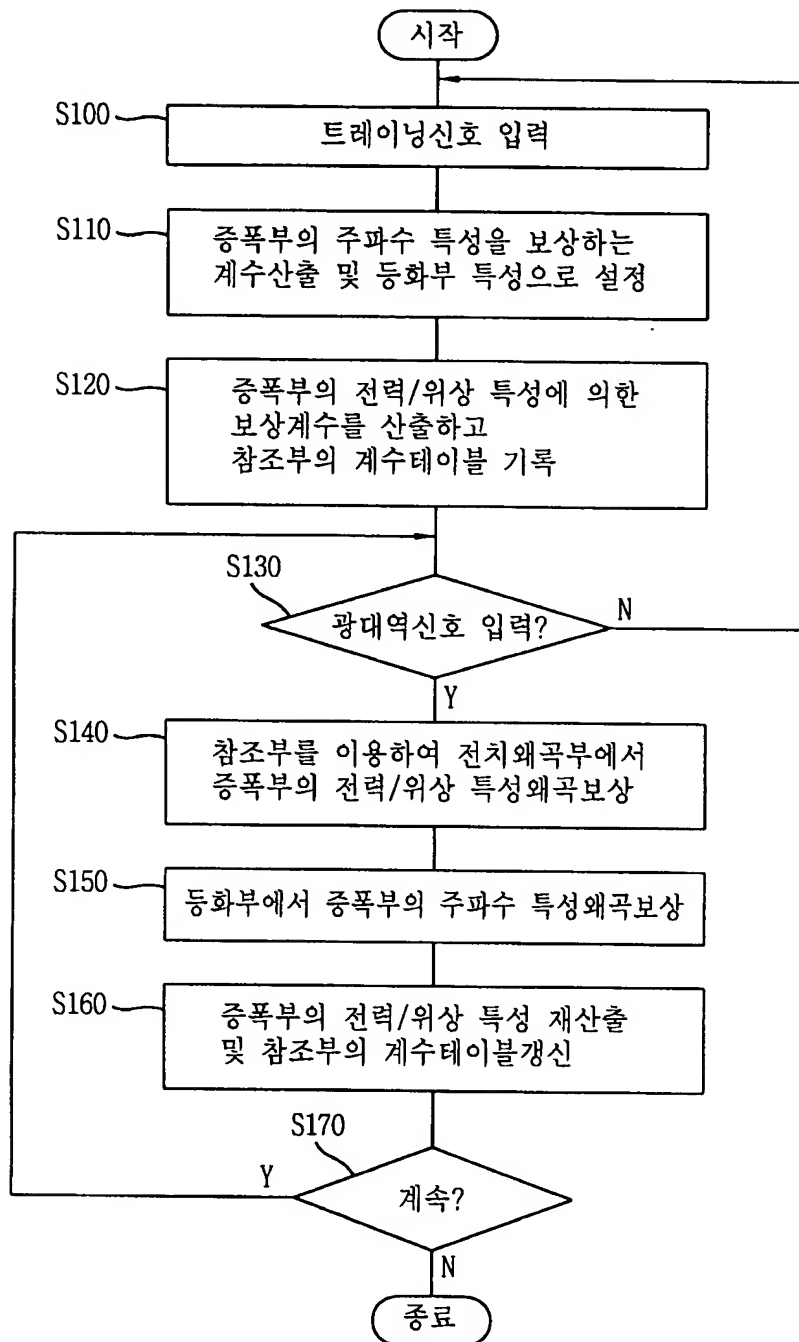 시작
S100
트레이닝신호 입력
S110
증폭부의 주파수 특성을 보상하는
계수산출 및 등화부 특성으로 설정
S120
증폭부의 전력/위상 특성에 의한
보상계수를 산출하고
참조부의 계수테이블 기록
S130
광대역신호 입력?
N
Y
S140
참조부를 이용하여 전치왜곡부에서
증폭부의 전력/위상 특성왜곡보상
S150
등화부에서 증폭부의 주파수 특성왜곡보상
S160
증폭부의 전력/위상 특성 재산출
및 참조부의 계수테이블갱신
S170
Y
계속?
N
종료